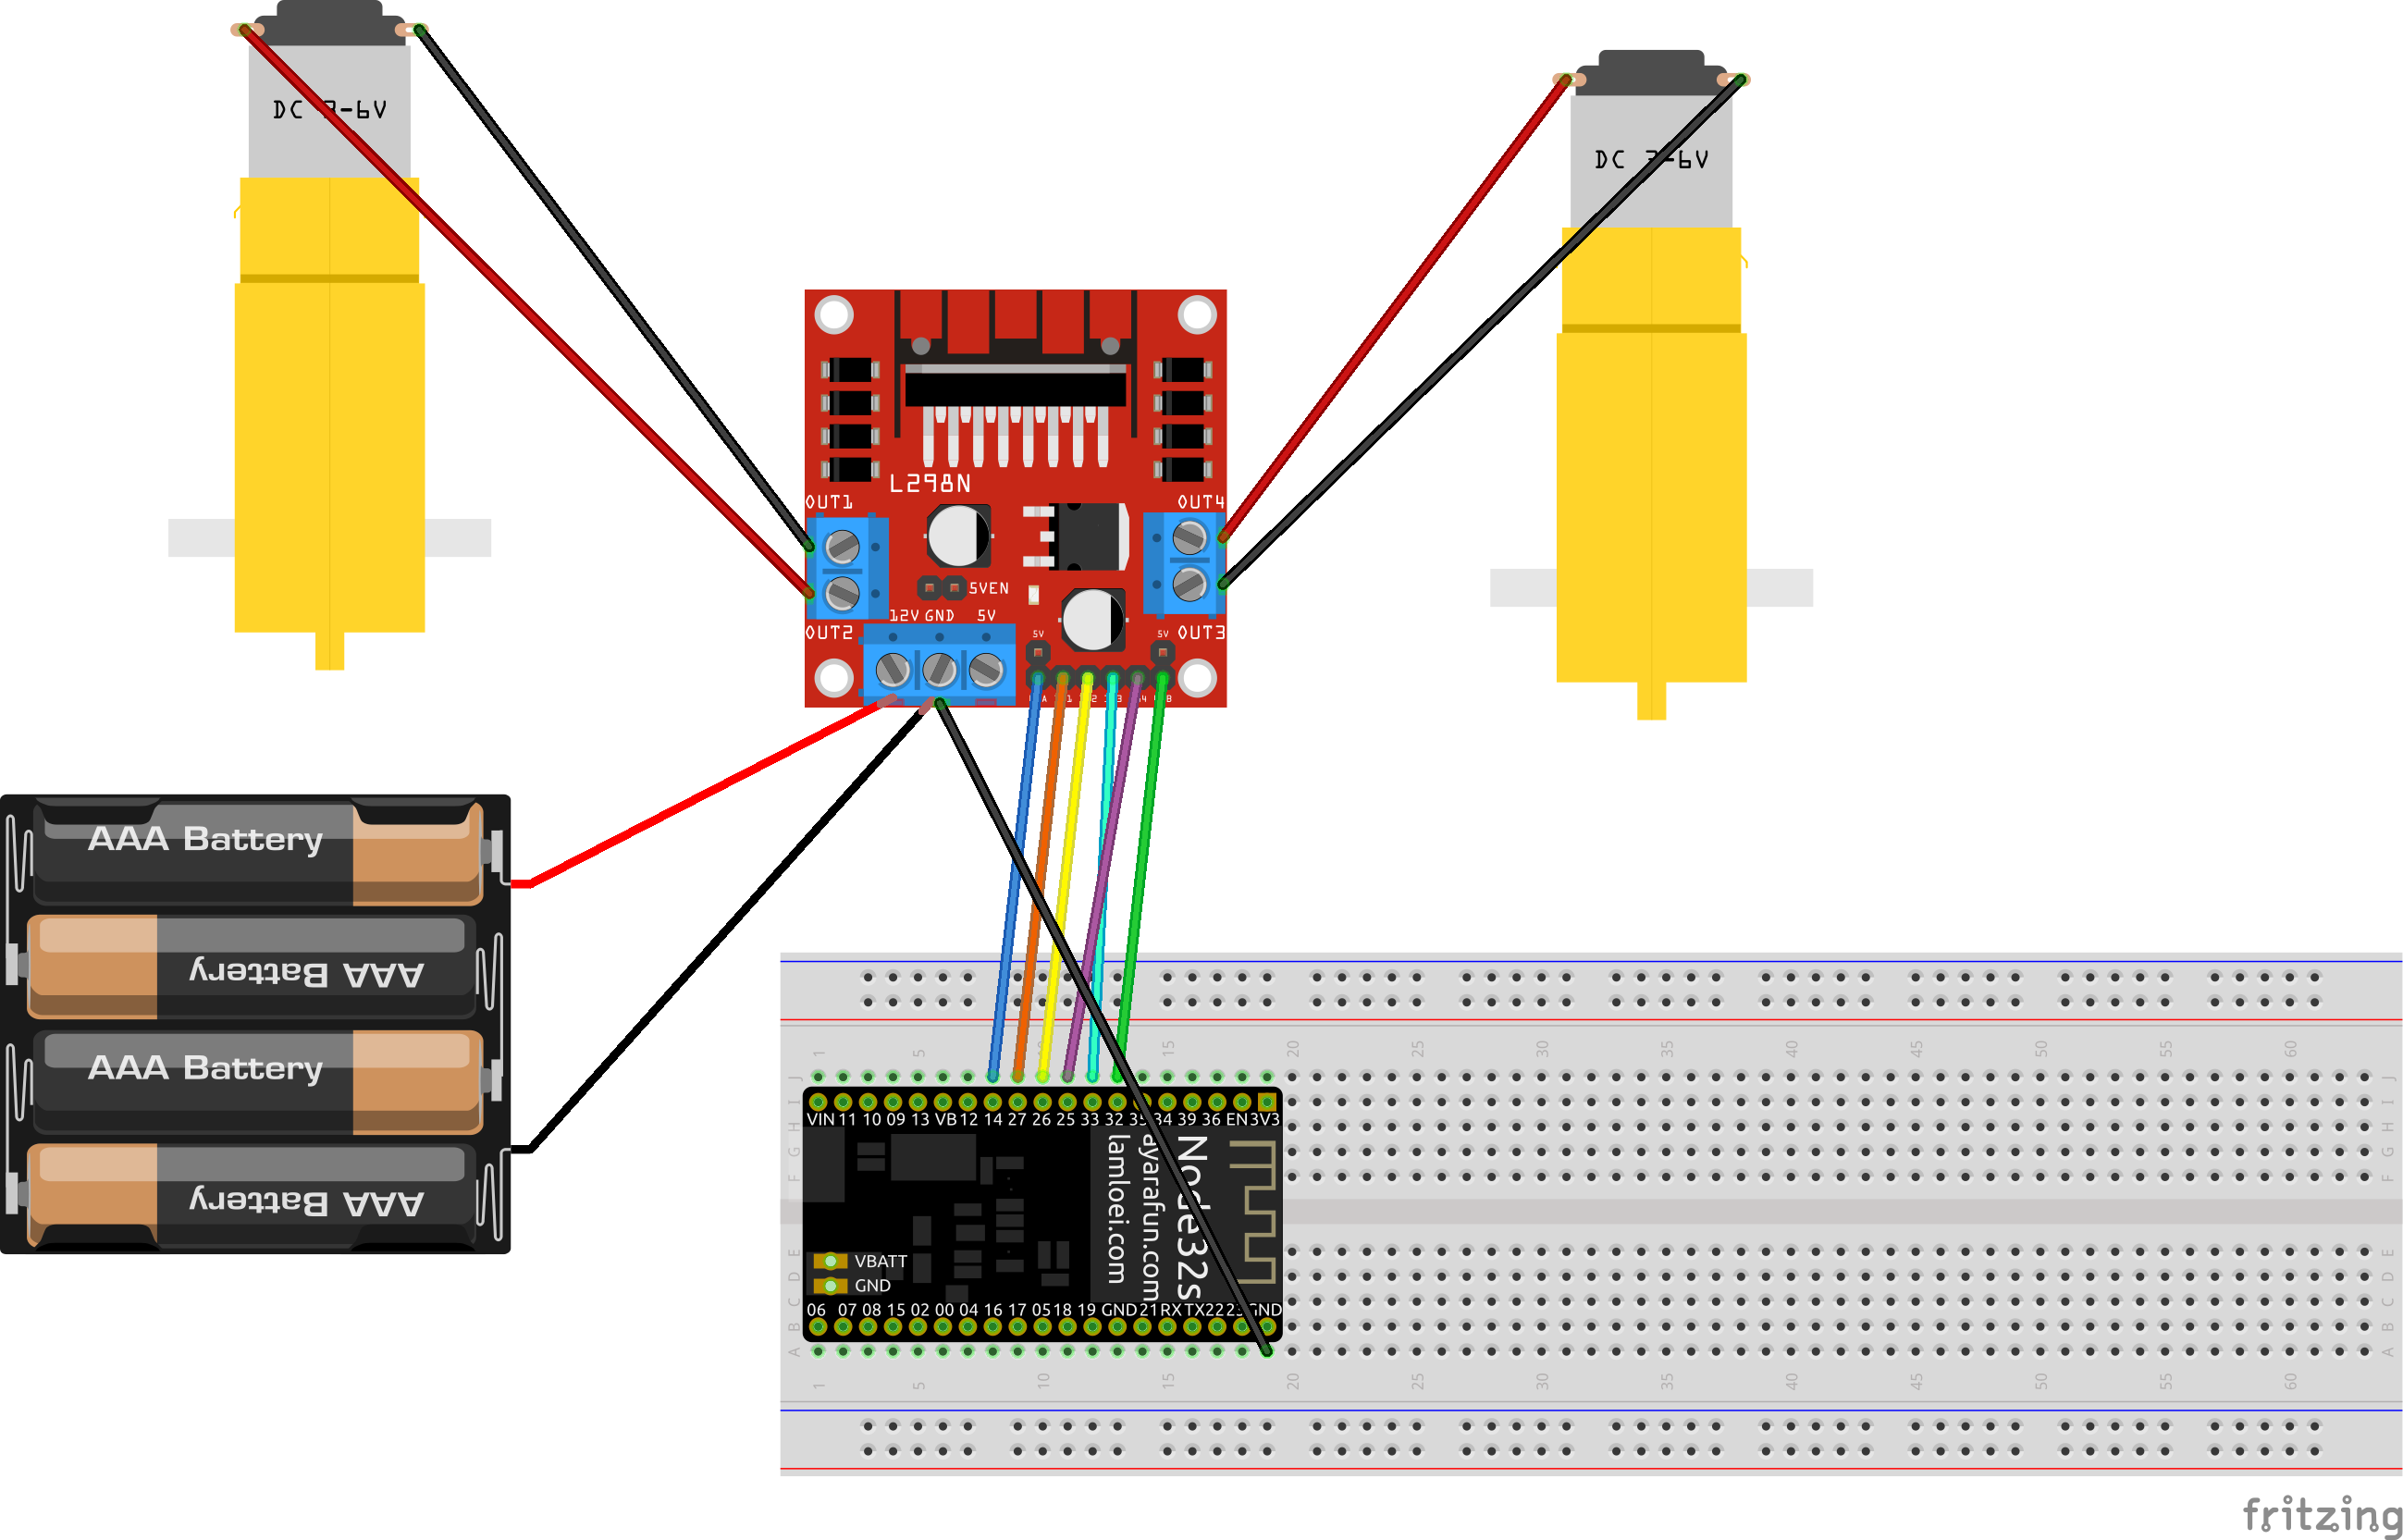 DC 3-6V
DC 3-6V
L298N
OUT1
OUT4
5VEN
12V GND 5V
OUT2
5V
5V
OUT3
AAA Battery
AAA Battery
AAA Battery
AAA Battery
1 5 10 15 20 25 30 35 40 45 50 55 60
J J
I I
H H
G G
F F
VIN 11 10 09 13 VB 12 14 27 26 25 33 32 35 34 39 36 EN 3V3
Node32s
ayarafun.com
lamloei.com
VBATT
GND
06 07 08 15 02 00 04 16 17 05 18 19 GND 21 RX TX 22 23 GND
E E
D D
C C
B B
A A
1 5 10 15 20 25 30 35 40 45 50 55 60
fritzing